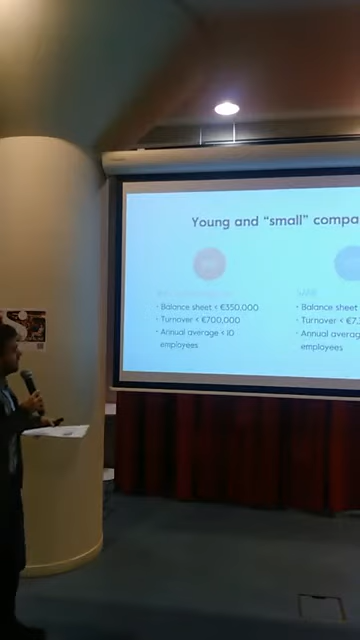 Young and “small” compa
· Balance sheet < €350,000
· Turnover < €700,000
· Annual average < 10
employees
· Balance sheet
· Turnover < €7,
· Annual averag
employees